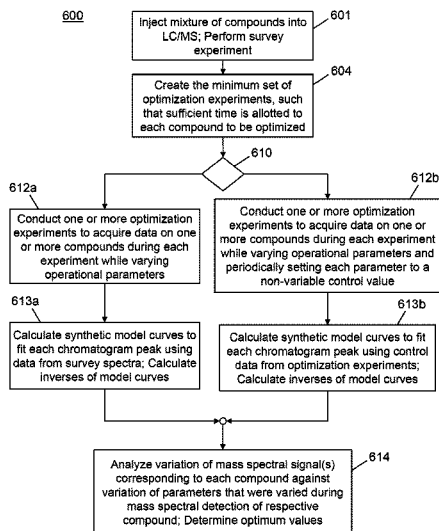 600
601
Inject mixture of compounds into
LC/MS; Perform survey
experiment
604
Create the minimum set of
optimization experiments, such
that sufficient time is allotted to
each compound to be optimized
610
612a
Conduct one or more optimization
experiments to acquire data on one
or more compounds during each
experiment while varying
operational parameters
612b
Conduct one or more optimization
experiments to acquire data on one or
more compounds during each experiment
while varying operational parameters and
periodically setting each parameter to a
non-variable control value
613a
Calculate synthetic model curves to
fit each chromatogram peak using
data from survey spectra; Calculate
inverses of model curves
613b
Calculate synthetic model curves to fit
each chromatogram peak using control
data from optimization experiments;
Calculate inverses of model curves
614
Analyze variation of mass spectral signal(s)
corresponding to each compound against
variation of parameters that were varied during
mass spectral detection of respective
compound; Determine optimum values